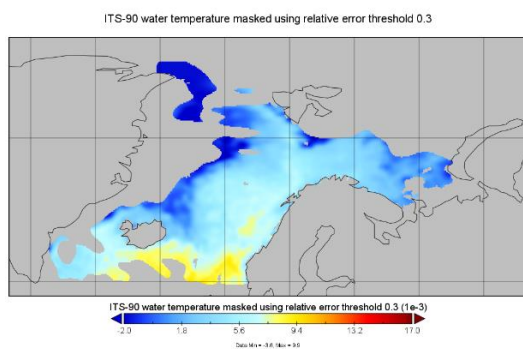 ITS-90 water temperature masked using relative error threshold 0.3
ITS-90 water temperature masked using relative error threshold 0.3 (1e-3)
-2.0 1.8 5.6 9.4 13.2 17.0